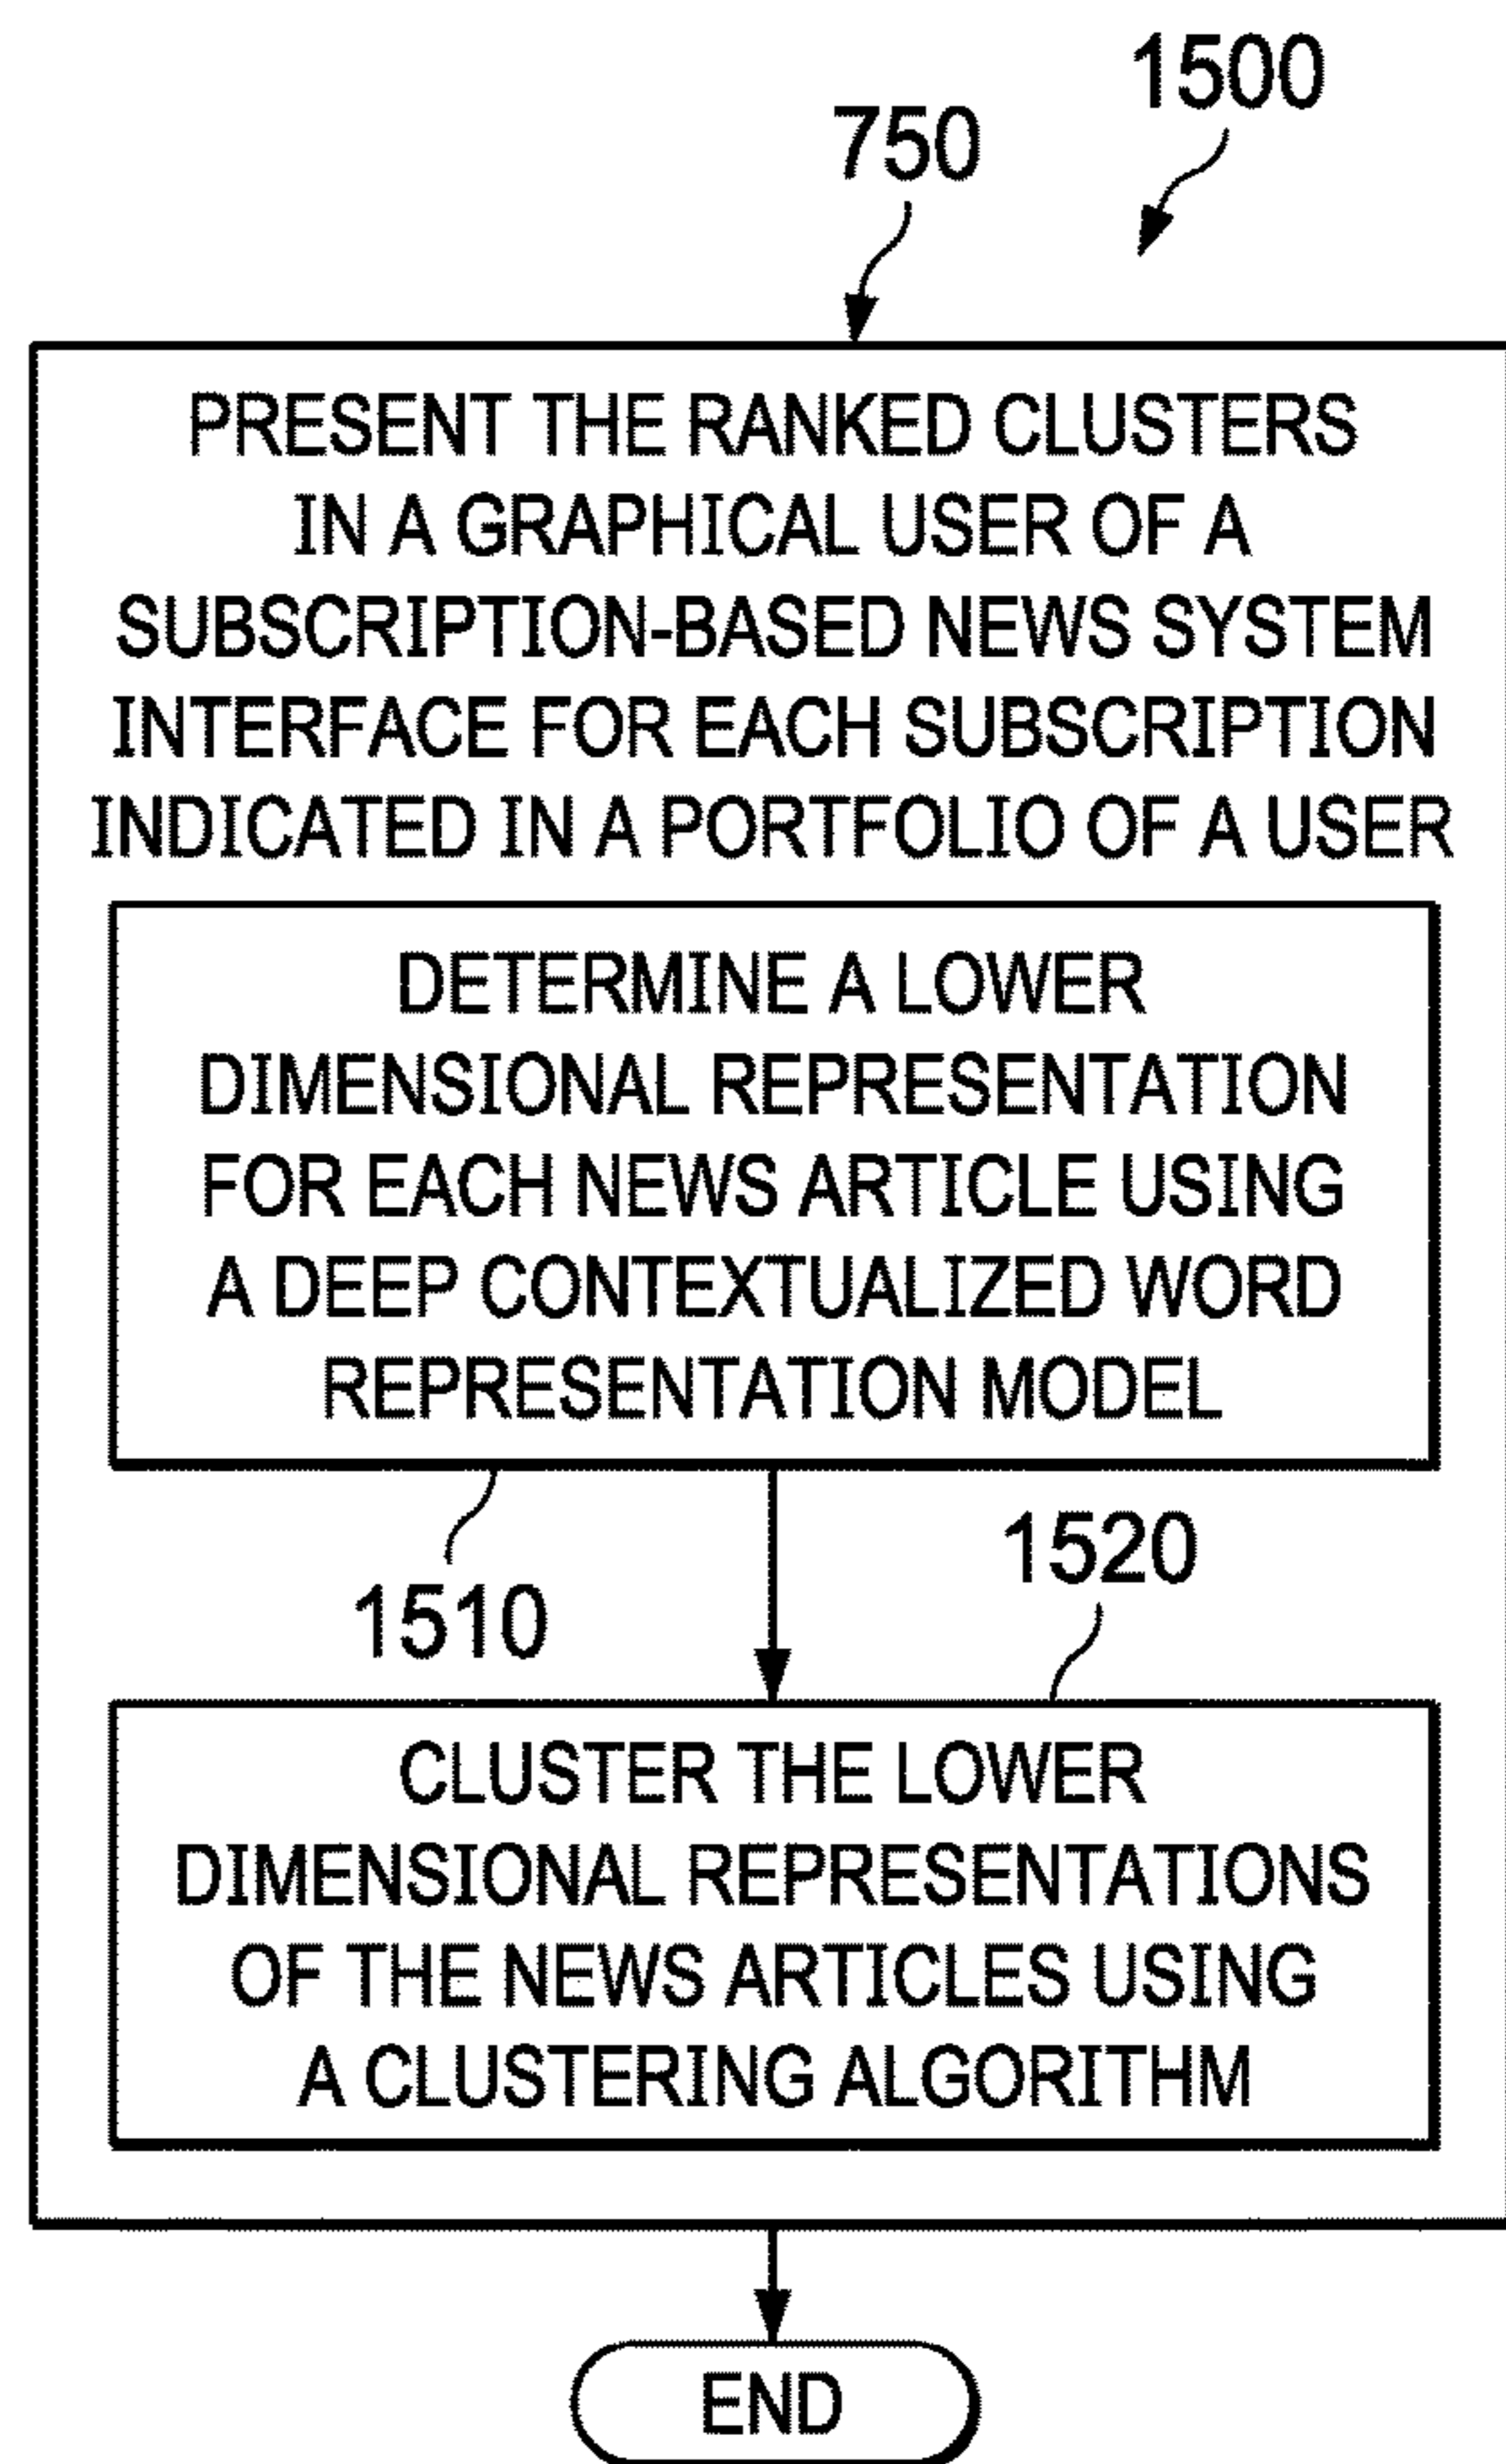 1500
750
PRESENT THE RANKED CLUSTERS
IN A GRAPHICAL USER OF A
SUBSCRIPTION-BASED NEWS SYSTEM
INTERFACE FOR EACH SUBSCRIPTION
INDICATED IN A PORTFOLIO OF A USER
DETERMINE A LOWER
DIMENSIONAL REPRESENTATION
FOR EACH NEWS ARTICLE USING
A DEEP CONTEXTUALIZED WORD
REPRESENTATION MODEL
1510
1520
CLUSTER THE LOWER
DIMENSIONAL REPRESENTATIONS
OF THE NEWS ARTICLES USING
A CLUSTERING ALGORITHM
END